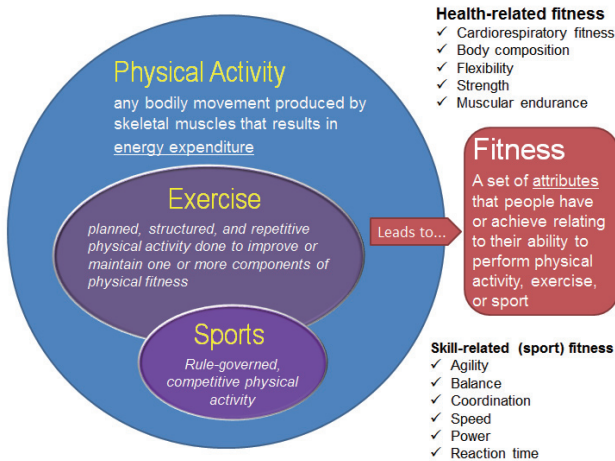 Physical Activity
any bodily movement produced by
skeletal muscles that results in
energy expenditure
Exercise
planned, structured, and repetitive
physical activity done to improve or
maintain one or more components of
physical fitness
Sports
Rule-governed,
competitive physical
activity
Leads to...
Health-related fitness
✓ Cardiorespiratory fitness
✓ Body composition
✓ Flexibility
✓ Strength
✓ Muscular endurance
Fitness
A set of attributes
that people have
or achieve relating
to their ability to
perform physical
activity, exercise,
or sport
Skill-related (sport) fitness
✓ Agility
✓ Balance
✓ Coordination
✓ Speed
✓ Power
✓ Reaction time